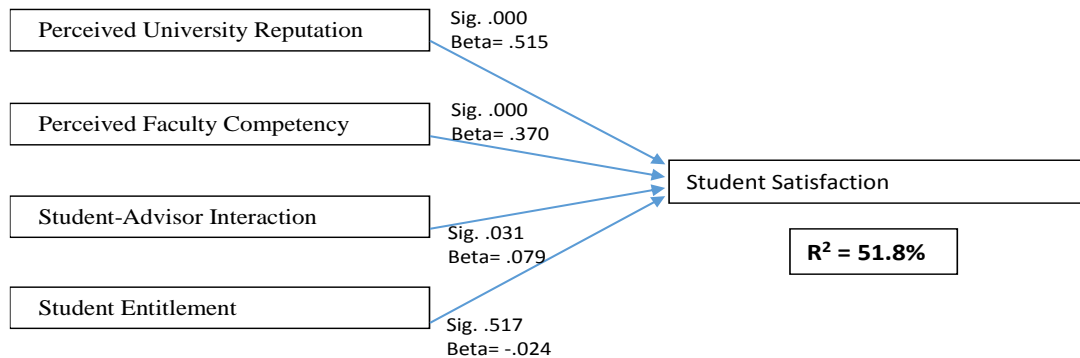 Perceived University Reputation
Sig. .000
Beta= .515
Perceived Faculty Competency
Sig. .000
Beta= .370
Student Satisfaction
Student-Advisor Interaction
Sig. .031
Beta= .079
R² = 51.8%
Student Entitlement
Sig. .517
Beta= -.024